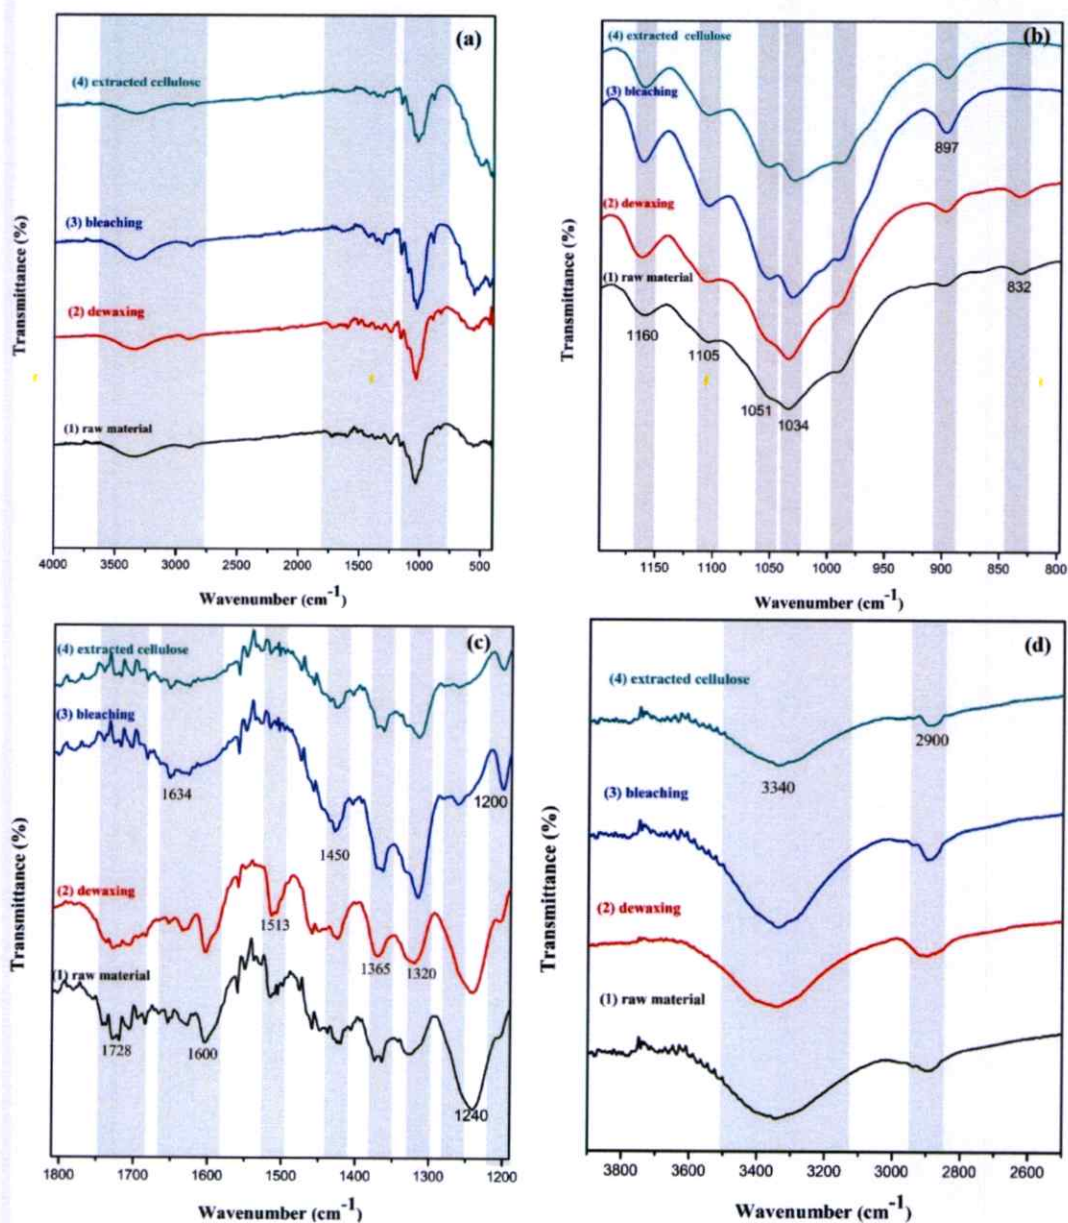 (a)
(4) extracted cellulose
(3) bleaching
(2) dewaxing
(1) raw material
Transmittance (%)
4000 3500 3000 2500 2000 1500 1000 500
Wavenumber (cm-1)
(b)
(4) extracted cellulose
(3) bleaching
897
(2) dewaxing
(1) raw material
832
1160
1105
1051
1034
Transmittance (%)
1150 1100 1050 1000 950 900 850 800
Wavenumber (cm-1)
(c)
(4) extracted cellulose
(3) bleaching
1634
1200
1450
(2) dewaxing
1513
1365
1320
(1) raw material
1728
1600
1240
Transmittance (%)
1800 1700 1600 1500 1400 1300 1200
Wavenumber (cm-1)
(d)
(4) extracted cellulose
2900
3340
(3) bleaching
(2) dewaxing
(1) raw material
Transmittance (%)
3800 3600 3400 3200 3000 2800 2600
Wavenumber (cm-1)